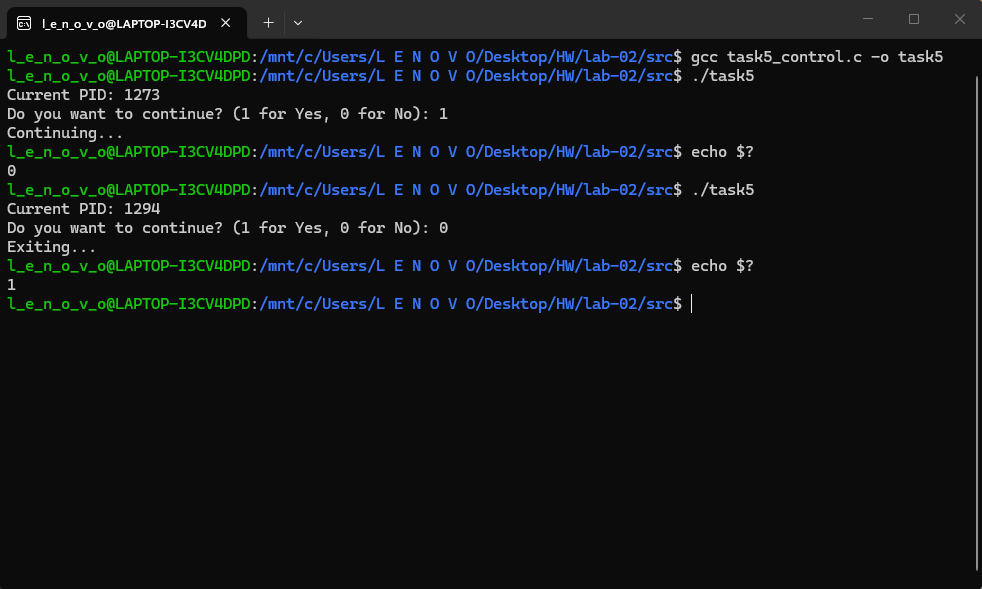 l_e_n_o_v_o@LAPTOP-I3CV4D
l_e_n_o_v_o@LAPTOP-I3CV4DPD:/mnt/c/Users/L E N O V O/Desktop/HW/lab-02/src$ gcc task5_control.c -o task5
l_e_n_o_v_o@LAPTOP-I3CV4DPD:/mnt/c/Users/L E N O V O/Desktop/HW/lab-02/src$ ./task5
Current PID: 1273
Do you want to continue? (1 for Yes, 0 for No): 1
Continuing...
l_e_n_o_v_o@LAPTOP-I3CV4DPD:/mnt/c/Users/L E N O V O/Desktop/HW/lab-02/src$ echo $?
0
l_e_n_o_v_o@LAPTOP-I3CV4DPD:/mnt/c/Users/L E N O V O/Desktop/HW/lab-02/src$ ./task5
Current PID: 1294
Do you want to continue? (1 for Yes, 0 for No): 0
Exiting...
l_e_n_o_v_o@LAPTOP-I3CV4DPD:/mnt/c/Users/L E N O V O/Desktop/HW/lab-02/src$ echo $?
1
l_e_n_o_v_o@LAPTOP-I3CV4DPD:/mnt/c/Users/L E N O V O/Desktop/HW/lab-02/src$